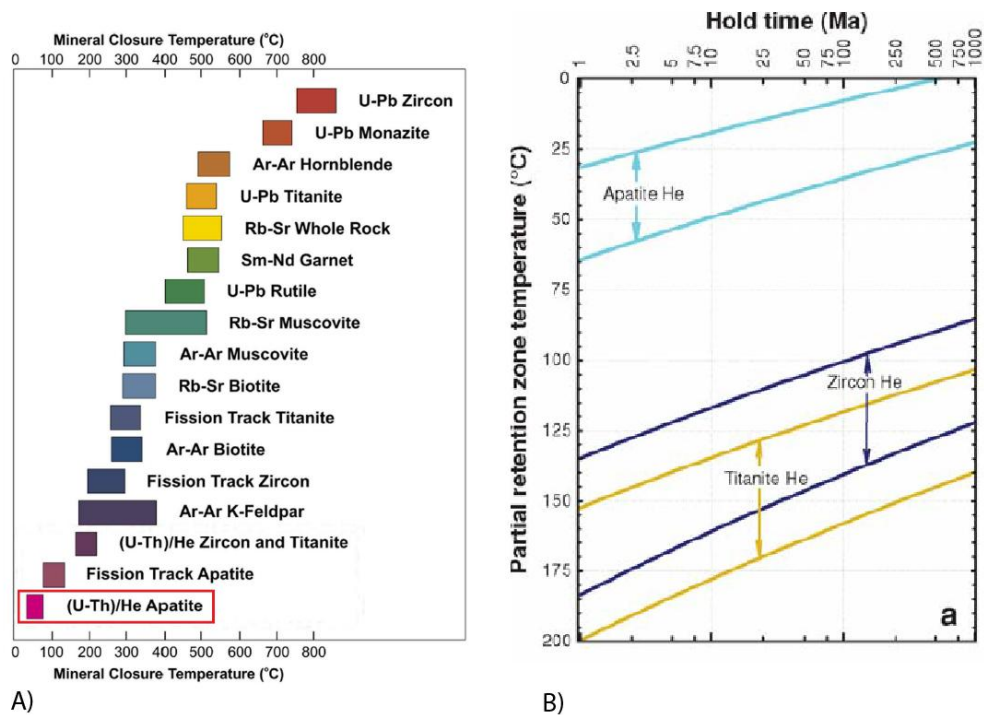 Mineral Closure Temperature (°C)
0 100 200 300 400 500 600 700 800
U-Pb Zircon
U-Pb Monazite
Ar-Ar Hornblende
U-Pb Titanite
Rb-Sr Whole Rock
Sm-Nd Garnet
U-Pb Rutile
Rb-Sr Muscovite
Ar-Ar Muscovite
Rb-Sr Biotite
Fission Track Titanite
Ar-Ar Biotite
Fission Track Zircon
Ar-Ar K-Feldpar
(U-Th)/He Zircon and Titanite
Fission Track Apatite
(U-Th)/He Apatite
0 100 200 300 400 500 600 700 800
Mineral Closure Temperature (°C)
A)
Hold time (Ma)
1 2.5 5 7.5 10 25 50 75 100 250 500 750 1000
Partial retention zone temperature (°C)
0
25
50
75
100
125
150
175
200
Apatite He
Zircon He
Titanite He
a
B)